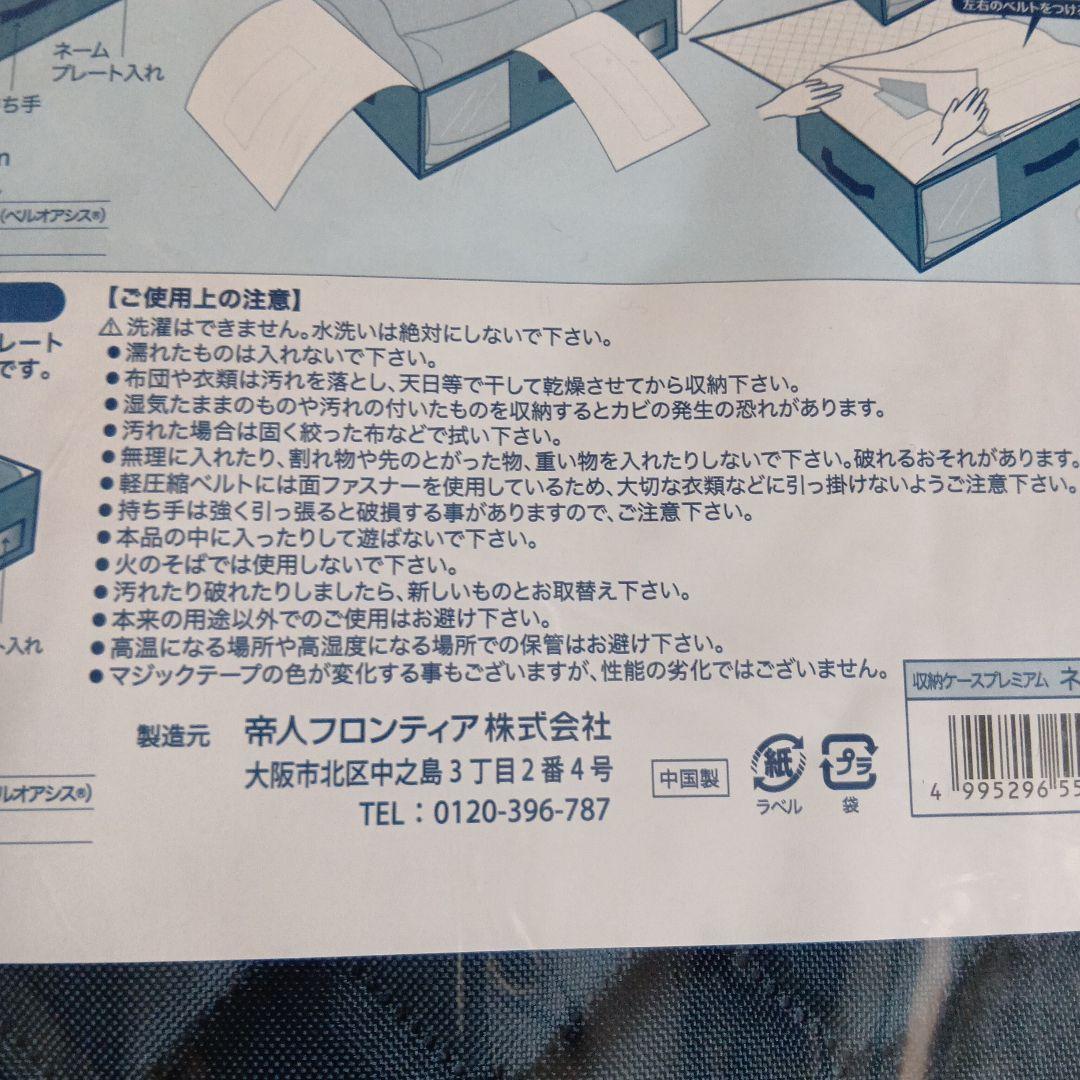 左右のベルトをつけ
ネーム
プレート入れ
ち手
(ベルオアシス®)
【ご使用上の注意】
⚠洗濯はできません。水洗いは絶対にしないで下さい。
●濡れたものは入れないで下さい。
●布団や衣類は汚れを落とし、天日等で干して乾燥させてから収納下さい。
●湿気たままのものや汚れの付いたものを収納するとカビの発生の恐れがあります。
●汚れた場合は固く絞った布などで拭い下さい。
●無理に入れたり、割れ物や先のとがった物、重い物を入れたりしないで下さい。破れるおそれがあります。
●軽圧縮ベルトには面ファスナーを使用しているため、大切な衣類などに引っ掛けないようご注意下さい。
●持ち手は強く引っ張ると破損する事がありますので、ご注意下さい。
●本品の中に入ったりして遊ばないで下さい。
●火のそばでは使用しないで下さい。
●汚れたり破れたりしましたら、新しいものとお取替え下さい。
●本来の用途以外でのご使用はお避け下さい。
●高温になる場所や高湿度になる場所での保管はお避け下さい。
●マジックテープの色が変化する事もございますが、性能の劣化ではございません。
レート
です。
ト入れ
ルオアシス®)
製造元 帝人フロンティア株式会社
大阪市北区中之島3丁目2番4号
TEL：0120-396-787
中国製
紙
ラベル
プラ
袋
収納ケースプレミアム ネ
4 995296 55